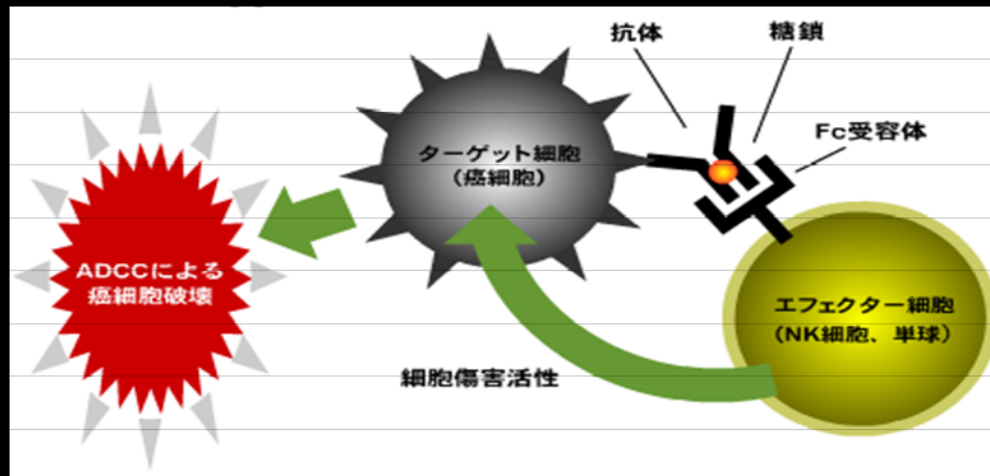 抗体
糖鎖
Fc受容体
ターゲット細胞
（癌細胞）
ADCCによる
癌細胞破壊
エフェクター細胞
（NK細胞、単球）
細胞傷害活性